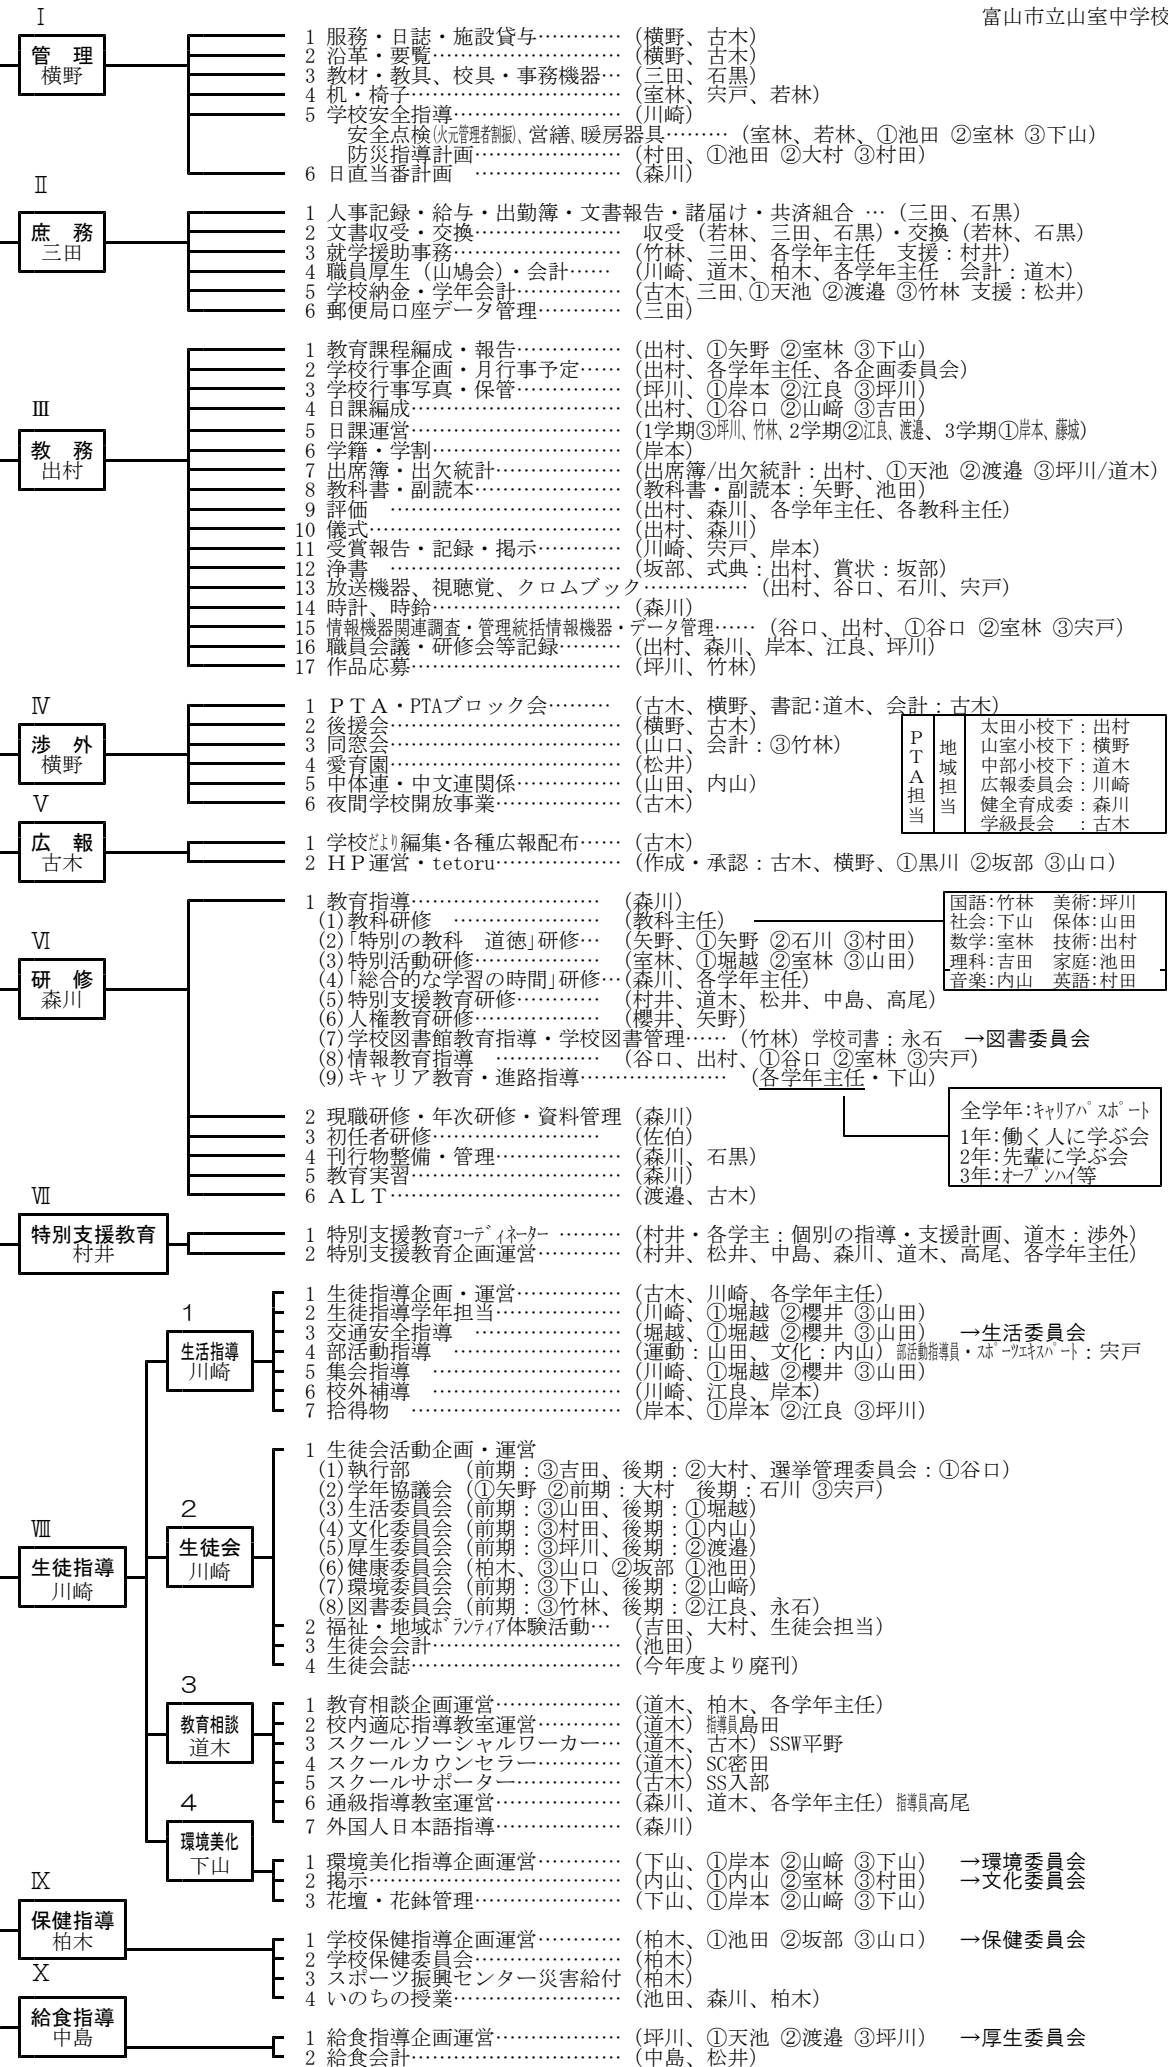 富山市立山室中学校
Ⅰ
管　理
横野
1 服務・日誌・施設貸与………… (横野、古木)
2 沿革・要覧……………………… (横野、古木)
3 教材・教具、校具・事務機器… (三田、石黒)
4 机・椅子………………………… (室林、宍戸、若林)
5 学校安全指導…………………… (川崎)
安全点検(火元管理者割振)、営繕、暖房器具……… (室林、若林、①池田 ②室林 ③下山)
防災指導計画………………… (村田、①池田 ②大村 ③村田)
6 日直当番計画 ………………… (森川)
Ⅱ
庶　務
三田
1 人事記録・給与・出勤簿・文書報告・諸届け・共済組合 … (三田、石黒)
2 文書収受・交換………………… 収受 (若林、三田、石黒)・交換 (若林、石黒)
3 就学援助事務…………………… (竹林、三田、各学年主任　支援：村井)
4 職員厚生 (山鳩会)・会計…… (川崎、道木、柏木、各学年主任　会計：道木)
5 学校納金・学年会計…………… (古木、三田、①天池 ②渡邉 ③竹林 支援：松井)
6 郵便局口座データ管理………… (三田)
Ⅲ
教　務
出村
1 教育課程編成・報告…………… (出村、①矢野 ②室林 ③下山)
2 学校行事企画・月行事予定…… (出村、各学年主任、各企画委員会)
3 学校行事写真・保管…………… (坪川、①岸本 ②江良 ③坪川)
4 日課編成………………………… (出村、①谷口 ②山﨑 ③吉田)
5 日課運営………………………… (1学期③坪川、竹林、2学期②江良、渡邉、3学期①岸本、藤城)
6 学籍・学割……………………… (岸本)
7 出席簿・出欠統計……………… (出席簿/出欠統計：出村、①天池 ②渡邉 ③坪川/道木)
8 教科書・副読本………………… (教科書・副読本：矢野、池田)
9 評価 …………………………… (出村、森川、各学年主任、各教科主任)
10 儀式……………………………… (出村、森川)
11 受賞報告・記録・掲示………… (川崎、宍戸、岸本)
12 浄書 …………………………… (坂部、式典：出村、賞状：坂部)
13 放送機器、視聴覚、クロムブック…………… (出村、谷口、石川、宍戸)
14 時計、時鈴……………………… (森川)
15 情報機器関連調査・管理統括情報機器・データ管理…… (谷口、出村、①谷口 ②室林 ③宍戸)
16 職員会議・研修会等記録……… (出村、森川、岸本、江良、坪川)
17 作品応募………………………… (坪川、竹林)
Ⅳ
渉　外
横野
1 ＰＴＡ・PTAブロック会……… (古木、横野、書記：道木、会計：古木)
2 後援会…………………………… (横野、古木)
3 同窓会…………………………… (山口、会計：③竹林)
4 愛育園…………………………… (松井)
5 中体連・中文連関係…………… (山田、内山)
6 夜間学校開放事業……………… (古木)
PTA担当
地域担当
太田小校下：出村
山室小校下：横野
中部小校下：道木
広報委員会：川崎
健全育成委：森川
学級長会　：古木
Ⅴ
広　報
古木
1 学校だより編集・各種広報配布…… (古木)
2 ＨＰ運営・tetoru……………… (作成・承認：古木、横野、①黒川 ②坂部 ③山口)
Ⅵ
研　修
森川
1 教育指導……………………… (森川)
(1)教科研修 ………………… (教科主任)
(2)「特別の教科　道徳」研修… (矢野、①矢野 ②石川 ③村田)
(3)特別活動研修……………… (室林、①堀越 ②室林 ③山田)
(4)「総合的な学習の時間」研修…(森川、各学年主任)
(5)特別支援教育研修………… (村井、道木、松井、中島、高尾)
(6)人権教育研修……………… (櫻井、矢野)
(7)学校図書館教育指導・学校図書管理…… (竹林) 学校司書：永石　→図書委員会
(8)情報教育指導 …………… (谷口、出村、①谷口 ②室林 ③宍戸)
(9)キャリア教育・進路指導………………… (各学年主任・下山)
国語：竹林　美術：坪川
社会：下山　保体：山田
数学：室林　技術：出村
理科：吉田　家庭：池田
音楽：内山　英語：村田
2 現職研修・年次研修・資料管理 (森川)
3 初任者研修…………………… (佐伯)
4 刊行物整備・管理…………… (森川、石黒)
5 教育実習……………………… (森川)
6 ＡＬＴ………………………… (渡邉、古木)
全学年：ｷｬﾘｱﾊﾟｽﾎﾟｰﾄ
1年：働く人に学ぶ会
2年：先輩に学ぶ会
3年：ｵｰﾌﾟﾝﾊｲ等
Ⅶ
特別支援教育
村井
1 特別支援教育ｺｰﾃﾞｨﾈｰﾀｰ ……… (村井・各学主：個別の指導・支援計画、道木：渉外)
2 特別支援教育企画運営………… (村井、松井、中島、森川、道木、高尾、各学年主任)
Ⅷ
生徒指導
川崎
1
生活指導
川崎
1 生徒指導企画・運営…………… (古木、川崎、各学年主任)
2 生徒指導学年担当……………… (川崎、①堀越 ②櫻井 ③山田)
3 交通安全指導 ………………… (堀越、①堀越 ②櫻井 ③山田)　→生活委員会
4 部活動指導 …………………… (運動：山田、文化：内山) 部活動指導員・ｽﾎﾟｰﾂｴｷｽﾊﾟｰﾄ：宍戸
5 集会指導 ……………………… (川崎、①堀越 ②櫻井 ③山田)
6 校外補導 ……………………… (川崎、江良、岸本)
7 拾得物 ………………………… (岸本、①岸本 ②江良 ③坪川)
2
生徒会
川崎
1 生徒会活動企画・運営
(1)執行部　　　(前期：③吉田、後期：②大村、選挙管理委員会：①谷口)
(2)学年協議会 (①矢野 ②前期：大村　後期：石川 ③宍戸)
(3)生活委員会 (前期：③山田、後期：①堀越)
(4)文化委員会 (前期：③村田、後期：①内山)
(5)厚生委員会 (前期：③坪川、後期：②渡邉)
(6)健康委員会 (柏木、③山口 ②坂部 ①池田)
(7)環境委員会 (前期：③下山、後期：②山﨑)
(8)図書委員会 (前期：③竹林、後期：②江良、永石)
2 福祉・地域ﾎﾞﾗﾝﾃｨｱ体験活動… (吉田、大村、生徒会担当)
3 生徒会会計……………………… (池田)
4 生徒会誌………………………… (今年度より廃刊)
3
教育相談
道木
1 教育相談企画運営……………… (道木、柏木、各学年主任)
2 校内適応指導教室運営………… (道木) 指導員島田
3 スクールソーシャルワーカー… (道木、古木) SSW平野
4 スクールカウンセラー………… (道木) SC密田
5 スクールサポーター…………… (古木) SS入部
6 通級指導教室運営……………… (森川、道木、各学年主任) 指導員高尾
7 外国人日本語指導……………… (森川)
4
環境美化
下山
1 環境美化指導企画運営………… (下山、①岸本 ②山﨑 ③下山)　→環境委員会
2 掲示……………………………… (内山、①内山 ②室林 ③村田)　→文化委員会
3 花壇・花鉢管理………………… (下山、①岸本 ②山﨑 ③下山)
Ⅸ
保健指導
柏木
1 学校保健指導企画運営………… (柏木、①池田 ②坂部 ③山口)　→保健委員会
2 学校保健委員会………………… (柏木)
3 スポーツ振興センター災害給付 (柏木)
4 いのちの授業…………………… (池田、森川、柏木)
Ⅹ
給食指導
中島
1 給食指導企画運営……………… (坪川、①天池 ②渡邉 ③坪川)　→厚生委員会
2 給食会計………………………… (中島、松井)